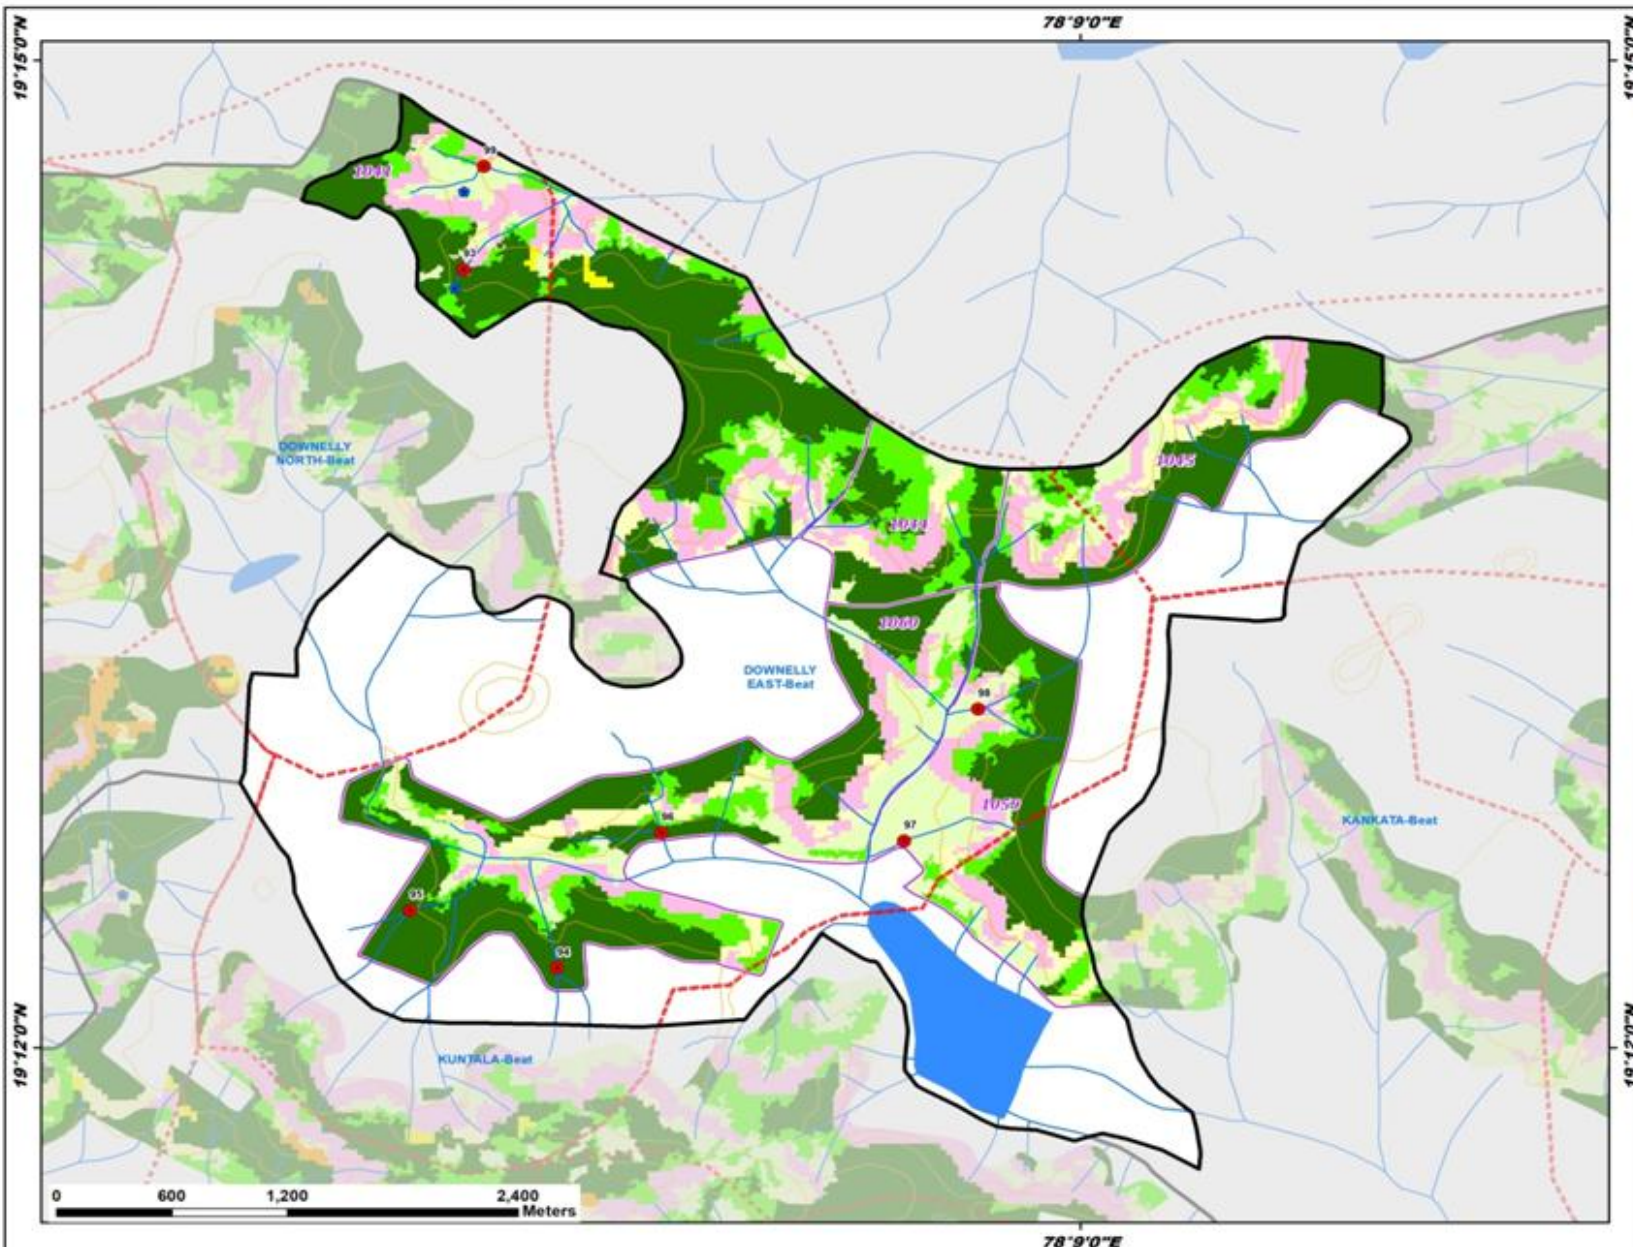 78°9'0"E
19°15'0"N
19°15'0"N
99
1041
93
DOWNELLY
NORTH-Beat
1045
1044
1060
DOWNELLY
EAST-Beat
98
1059
96
97
KANKATA-Beat
95
94
19°12'0"N
19°12'0"N
KUNTALA-Beat
0 600 1,200 2,400
Meters
78°9'0"E